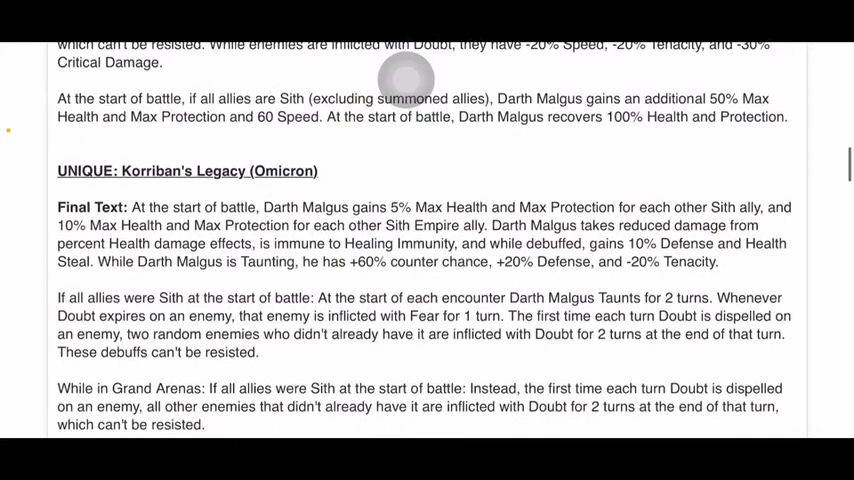 which can't be resisted. While enemies are inflicted with Doubt, they have -20% Speed, -20% Tenacity, and -30%
Critical Damage.
At the start of battle, if all allies are Sith (excluding summoned allies), Darth Malgus gains an additional 50% Max
Health and Max Protection and 60 Speed. At the start of battle, Darth Malgus recovers 100% Health and Protection.
UNIQUE: Korriban's Legacy (Omicron)
Final Text: At the start of battle, Darth Malgus gains 5% Max Health and Max Protection for each other Sith ally, and
10% Max Health and Max Protection for each other Sith Empire ally. Darth Malgus takes reduced damage from
percent Health damage effects, is immune to Healing Immunity, and while debuffed, gains 10% Defense and Health
Steal. While Darth Malgus is Taunting, he has +60% counter chance, +20% Defense, and -20% Tenacity.
If all allies were Sith at the start of battle: At the start of each encounter Darth Malgus Taunts for 2 turns. Whenever
Doubt expires on an enemy, that enemy is inflicted with Fear for 1 turn. The first time each turn Doubt is dispelled on
an enemy, two random enemies who didn't already have it are inflicted with Doubt for 2 turns at the end of that turn.
These debuffs can't be resisted.
While in Grand Arenas: If all allies were Sith at the start of battle: Instead, the first time each turn Doubt is dispelled
on an enemy, all other enemies that didn't already have it are inflicted with Doubt for 2 turns at the end of that turn,
which can't be resisted.